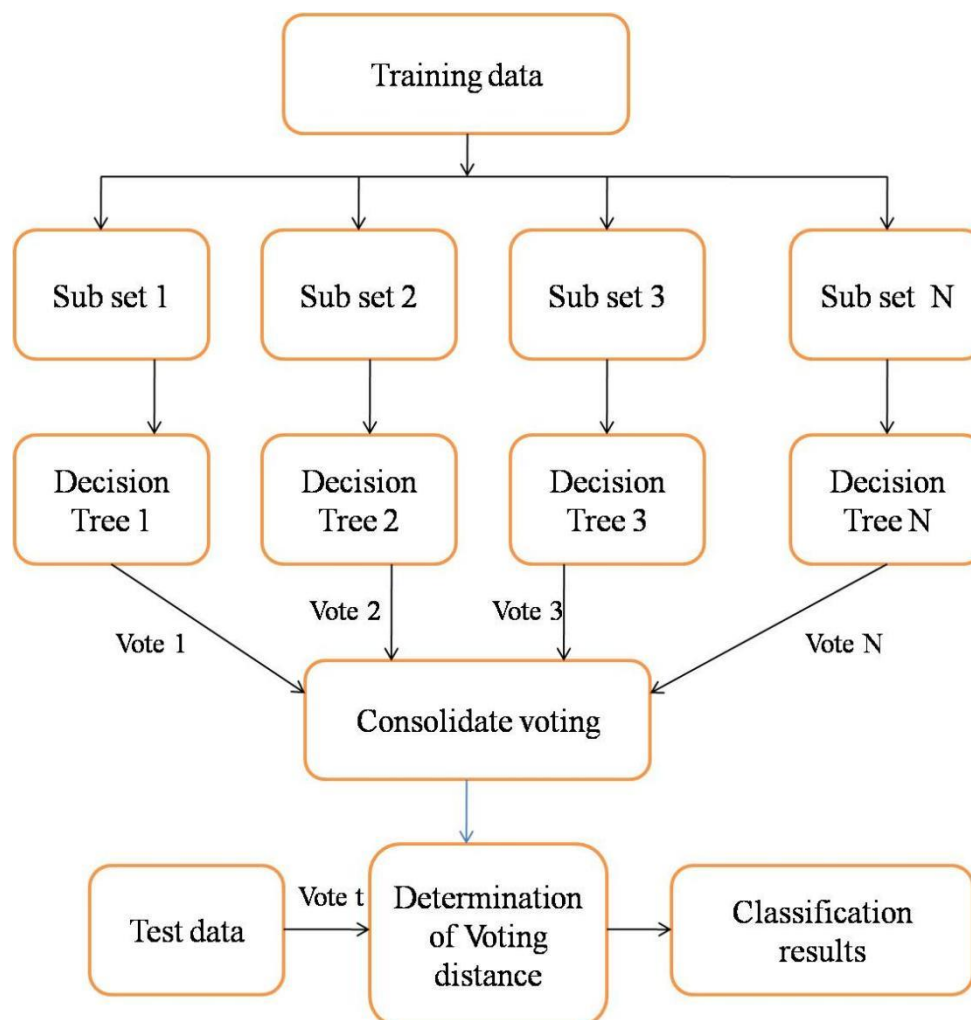 Training data
Sub set 1
Sub set 2
Sub set 3
Sub set N
Decision
Tree 1
Decision
Tree 2
Decision
Tree 3
Decision
Tree N
Vote 1
Vote 2
Vote 3
Vote N
Consolidate voting
Test data
Vote t
Determination
of Voting
distance
Classification
results